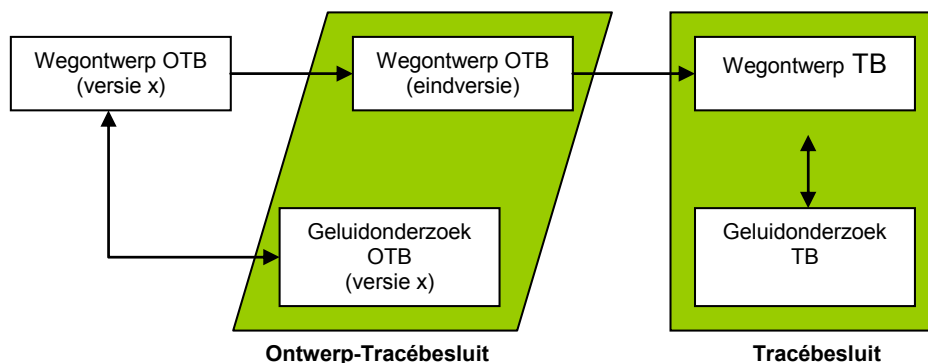 Wegontwerp OTB
(versie x)
Wegontwerp OTB
(eindversie)
Wegontwerp TB
Geluidonderzoek
OTB
(versie x)
Geluidonderzoek
TB
Ontwerp-Tracébesluit
Tracébesluit